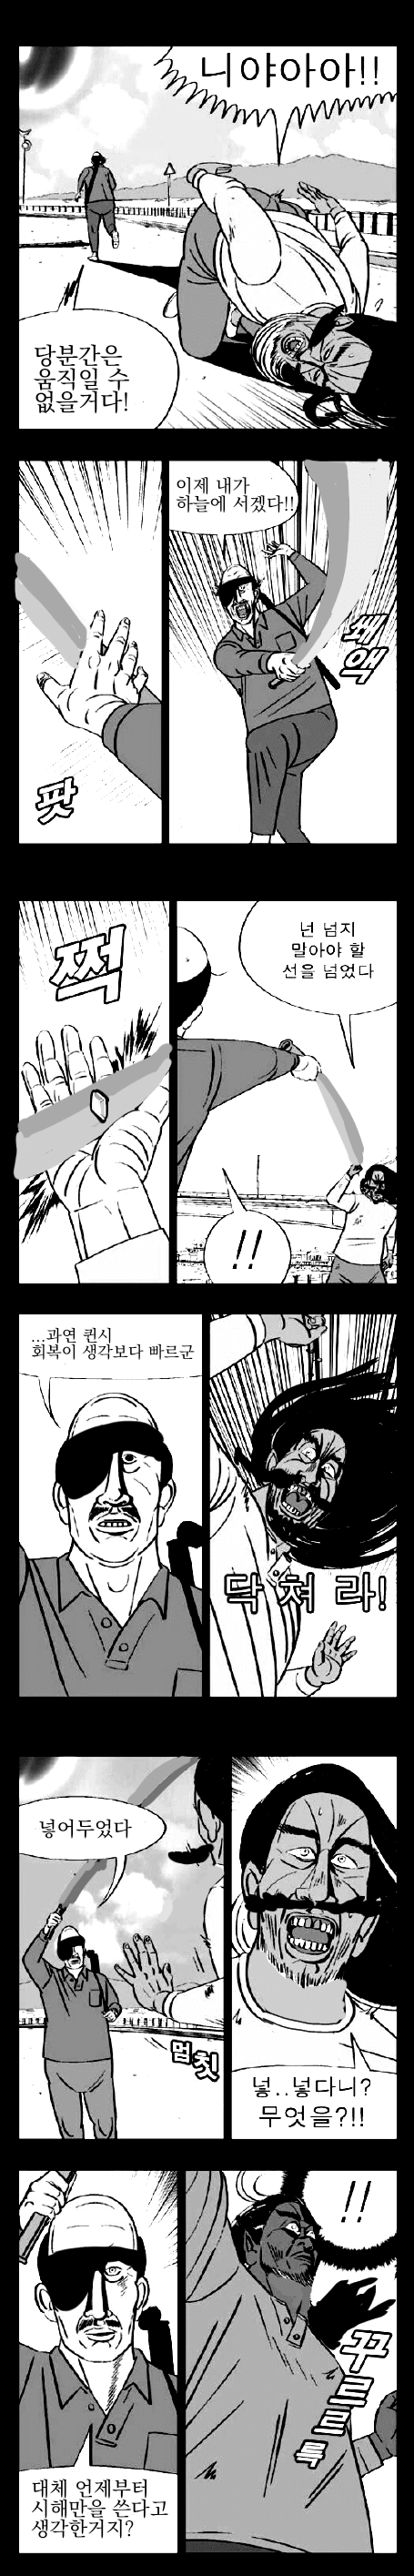 니야아아!!
당분간은
움직일 수
없을거다!
팟
이제 내가
하늘에 서겠다!!
쐐액
쩍
넌 넘지
말아야 할
선을 넘었다
!!
...과연 퀸시
회복이 생각보다 빠르군
닥쳐라!
넣어두었다
멈칫
넣..넣다니?
무엇을?!!
대체 언제부터
시해만을 쓴다고
생각한거지?
!!
꾸르르륵